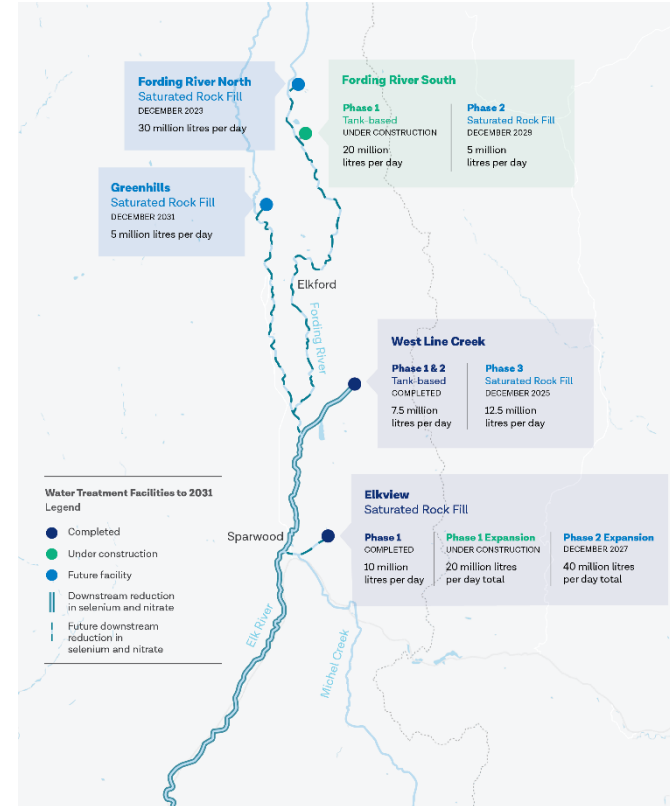 Fording River North
Saturated Rock Fill
DECEMBER 2023
30 million litres per day
Fording River South
Phase 1
Tank-based
UNDER CONSTRUCTION
20 million
litres per day
Phase 2
Saturated Rock Fill
DECEMBER 2029
5 million
litres per day
Greenhills
Saturated Rock Fill
DECEMBER 2031
5 million litres per day
Elkford
Fording River
West Line Creek
Phase 1 & 2
Tank-based
COMPLETED
7.5 million
litres per day
Phase 3
Saturated Rock Fill
DECEMBER 2025
12.5 million
litres per day
Elkview
Saturated Rock Fill
Phase 1
COMPLETED
10 million
litres per day
Phase 1 Expansion
UNDER CONSTRUCTION
20 million litres
per day total
Phase 2 Expansion
DECEMBER 2027
40 million litres
per day total
Sparwood
Elk River
Michel Creek
Water Treatment Facilities to 2031
Legend
Completed
Under construction
Future facility
Downstream reduction
in selenium and nitrate
Future downstream
reduction in
selenium and nitrate